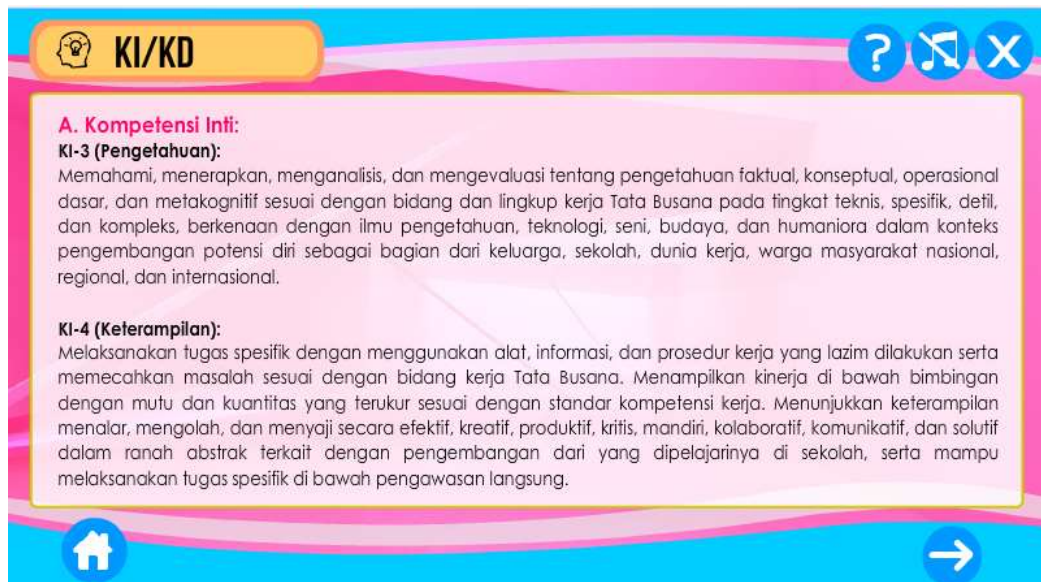 KI/KD
?
X
A. Kompetensi Inti:
KI-3 (Pengetahuan):
Memahami, menerapkan, menganalisis, dan mengevaluasi tentang pengetahuan faktual, konseptual, operasional
dasar, dan metakognitif sesuai dengan bidang dan lingkup kerja Tata Busana pada tingkat teknis, spesifik, detil,
dan kompleks, berkenaan dengan ilmu pengetahuan, teknologi, seni, budaya, dan humaniora dalam konteks
pengembangan potensi diri sebagai bagian dari keluarga, sekolah, dunia kerja, warga masyarakat nasional,
regional, dan internasional.
KI-4 (Keterampilan):
Melaksanakan tugas spesifik dengan menggunakan alat, informasi, dan prosedur kerja yang lazim dilakukan serta
memecahkan masalah sesuai dengan bidang kerja Tata Busana. Menampilkan kinerja di bawah bimbingan
dengan mutu dan kuantitas yang terukur sesuai dengan standar kompetensi kerja. Menunjukkan keterampilan
menalar, mengolah, dan menyaji secara efektif, kreatif, produktif, kritis, mandiri, kolaboratif, komunikatif, dan solutif
dalam ranah abstrak terkait dengan pengembangan dari yang dipelajarinya di sekolah, serta mampu
melaksanakan tugas spesifik di bawah pengawasan langsung.